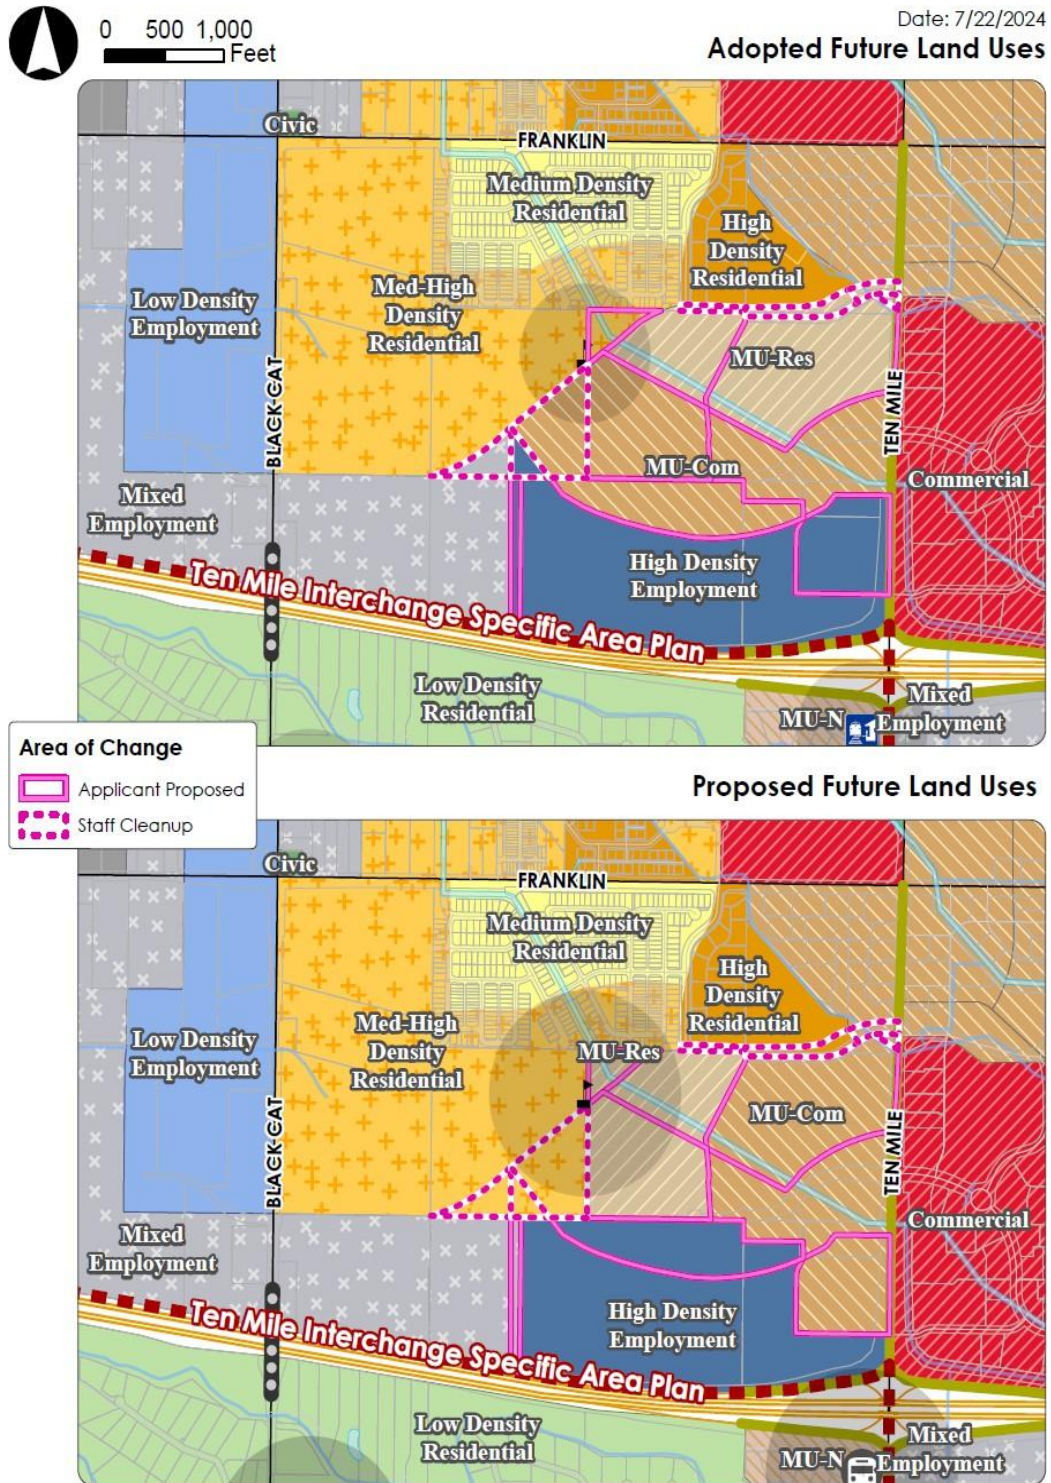 Date: 7/22/2024
0 500 1,000
Feet
Adopted Future Land Uses
Civic
FRANKLIN
Medium Density
Residential
High
Density
Residential
Med-High
Density
Residential
Low Density
Employment
MU-Res
BLACK CAT
TEN MILE
MU-Com
Commercial
Mixed
Employment
High Density
Employment
Ten Mile Interchange Specific Area Plan
Low Density
Residential
MU-N
Mixed
Employment
Area of Change
Applicant Proposed
Staff Cleanup
Proposed Future Land Uses
Civic
FRANKLIN
Medium Density
Residential
High
Density
Residential
Med-High
Density
Residential
Low Density
Employment
MU-Res
MU-Com
BLACK CAT
TEN MILE
Commercial
Mixed
Employment
High Density
Employment
Ten Mile Interchange Specific Area Plan
Low Density
Residential
MU-N
Mixed
Employment